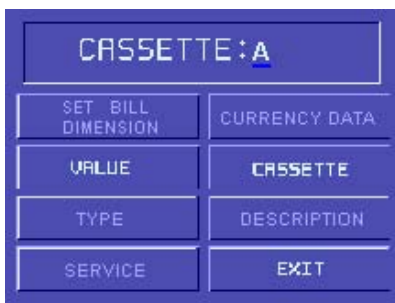 CASSETTE:A
SET BILL
DIMENSION
CURRENCY DATA
VALUE
CASSETTE
TYPE
DESCRIPTION
SERVICE
EXIT